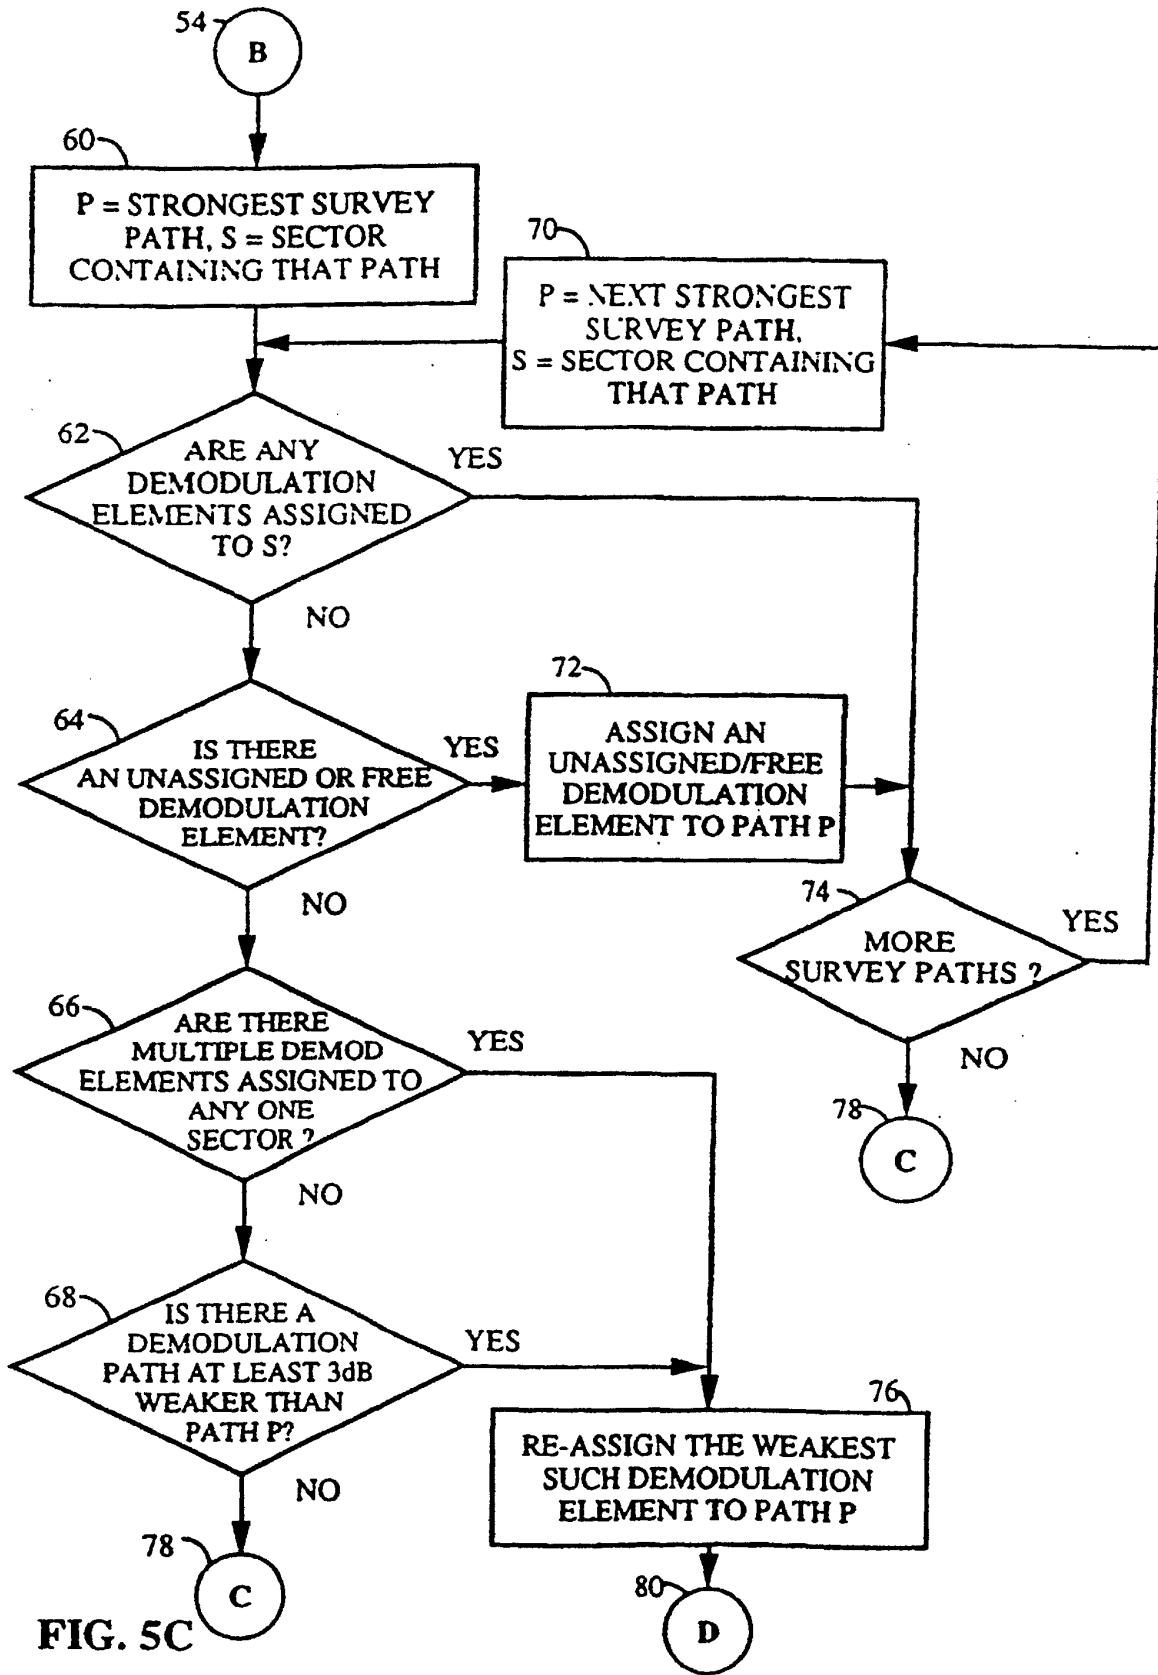 54
B
60
P = STRONGEST SURVEY
PATH, S = SECTOR
CONTAINING THAT PATH
70
P = NEXT STRONGEST
SURVEY PATH,
S = SECTOR CONTAINING
THAT PATH
62
ARE ANY
DEMODULATION
ELEMENTS ASSIGNED
TO S?
YES
NO
64
IS THERE
AN UNASSIGNED OR FREE
DEMODULATION
ELEMENT?
YES
NO
72
ASSIGN AN
UNASSIGNED/FREE
DEMODULATION
ELEMENT TO PATH P
74
MORE
SURVEY PATHS ?
YES
NO
78
C
66
ARE THERE
MULTIPLE DEMOD
ELEMENTS ASSIGNED TO
ANY ONE
SECTOR ?
YES
NO
68
IS THERE A
DEMODULATION
PATH AT LEAST 3dB
WEAKER THAN
PATH P?
YES
NO
76
RE-ASSIGN THE WEAKEST
SUCH DEMODULATION
ELEMENT TO PATH P
78
C
80
D
FIG. 5C